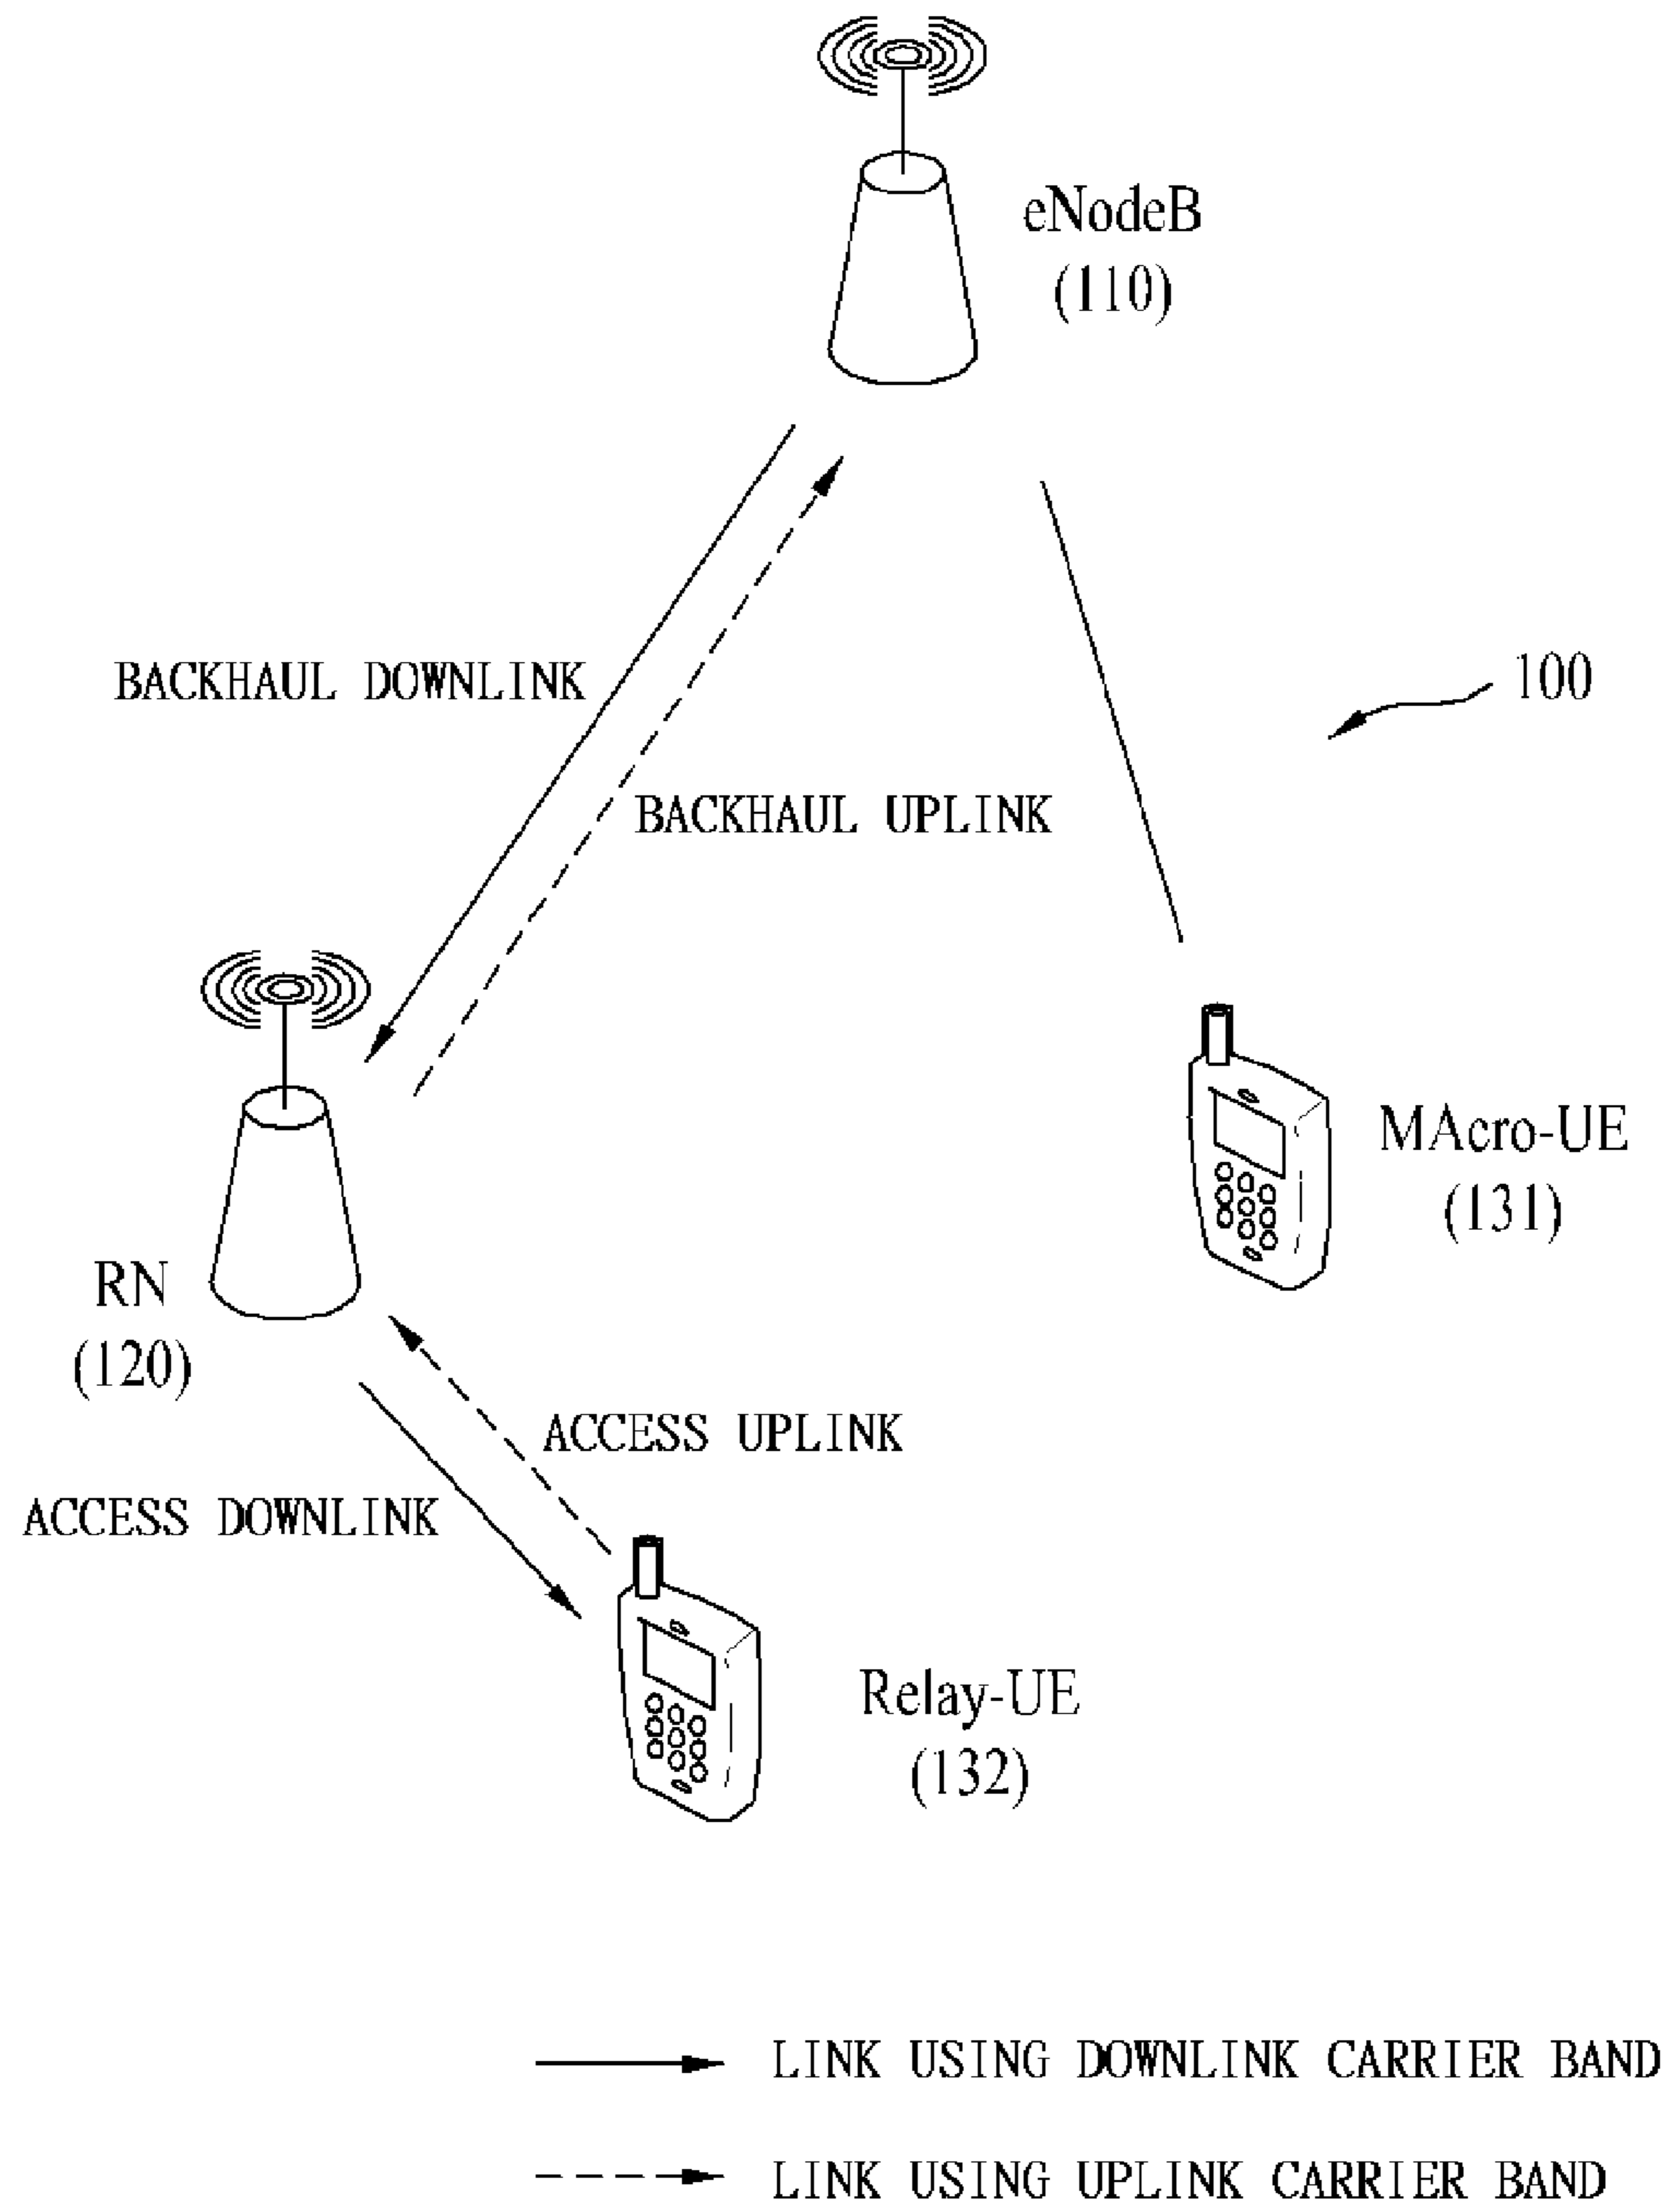 eNodeB
(110)
BACKHAUL DOWNLINK
100
BACKHAUL UPLINK
MAcro-UE
(131)
RN
(120)
ACCESS UPLINK
ACCESS DOWNLINK
Relay-UE
(132)
LINK USING DOWNLINK CARRIER BAND
LINK USING UPLINK CARRIER BAND